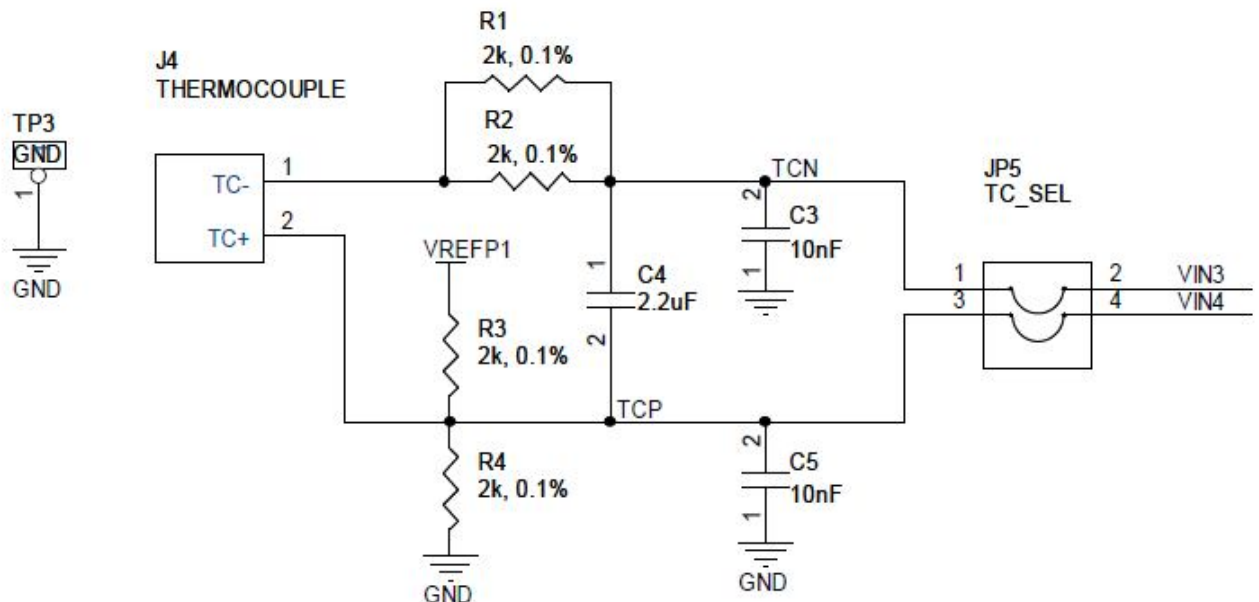 R1
2k, 0.1%
J4
THERMOCOUPLE
R2
2k, 0.1%
TP3
GND
1
GND
TC-
1
TC+
2
TCN
2
C3
10nF
1
JP5
TC_SEL
VREFP1
1
C4
2.2uF
2
1
2
VIN3
3
4
VIN4
R3
2k, 0.1%
TCP
R4
2k, 0.1%
GND
2
C5
10nF
1
GND